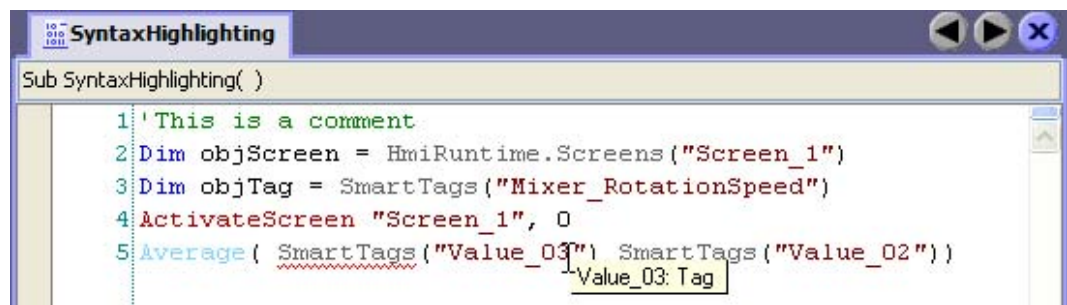 SyntaxHighlighting
Sub SyntaxHighlighting( )
1 'This is a comment
2 Dim objScreen = HmiRuntime.Screens("Screen_1")
3 Dim objTag = SmartTags("Mixer_RotationSpeed")
4 ActivateScreen "Screen_1", 0
5 Average( SmartTags("Value_03") SmartTags("Value_02"))
Value_03: Tag